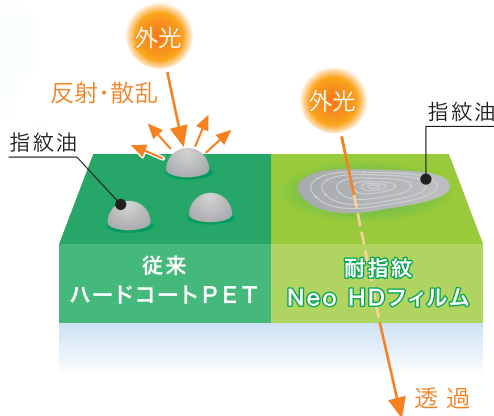 外光
反射・散乱
外光
指紋油
指紋油
従来
ハードコートPET
耐指紋
Neo HDフィルム
透過